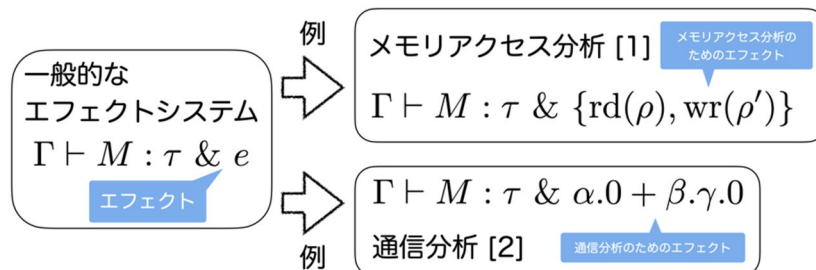 一般的な
エフェクトシステム
Γ ⊢ M : τ & e
エフェクト
例
メモリアクセス分析 [1]
メモリアクセス分析の
ためのエフェクト
Γ ⊢ M : τ & {rd(ρ), wr(ρ′)}
例
Γ ⊢ M : τ & α.0 + β.γ.0
通信分析 [2]
通信分析のためのエフェクト